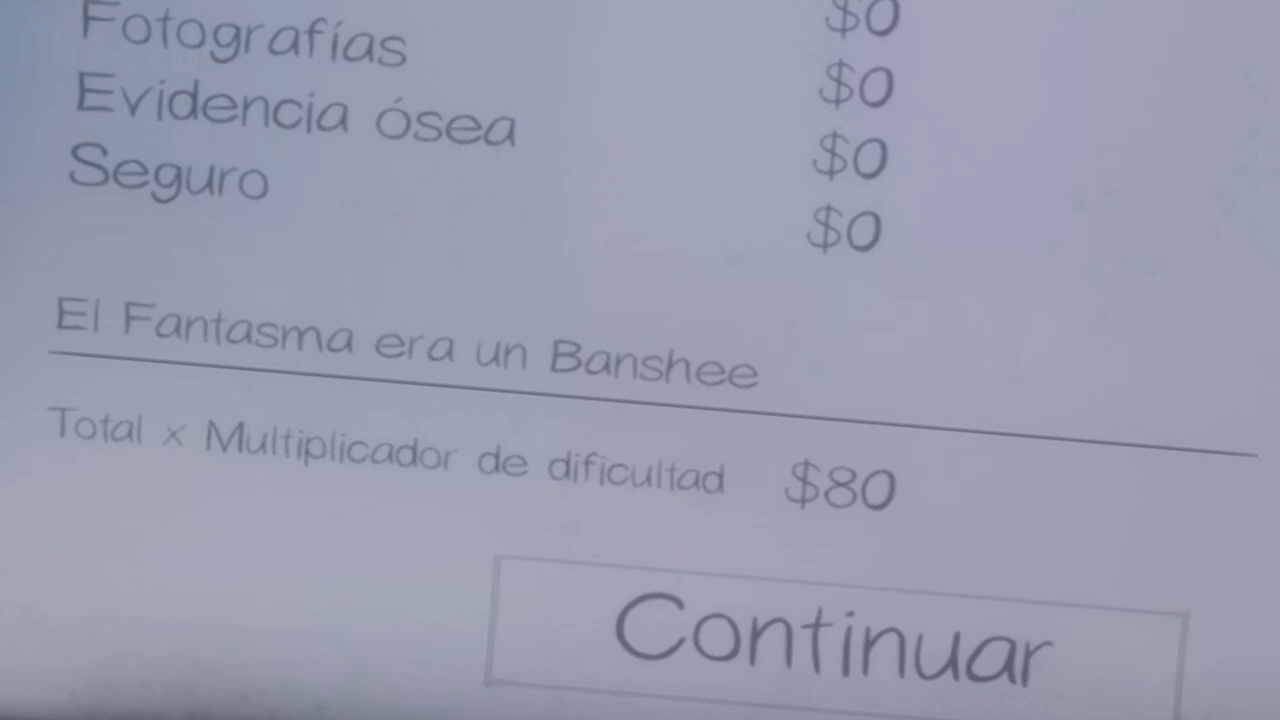 $0
Fotografías $0
Evidencia ósea $0
Seguro $0
El Fantasma era un Banshee
Total x Multiplicador de dificultad $80
Continuar